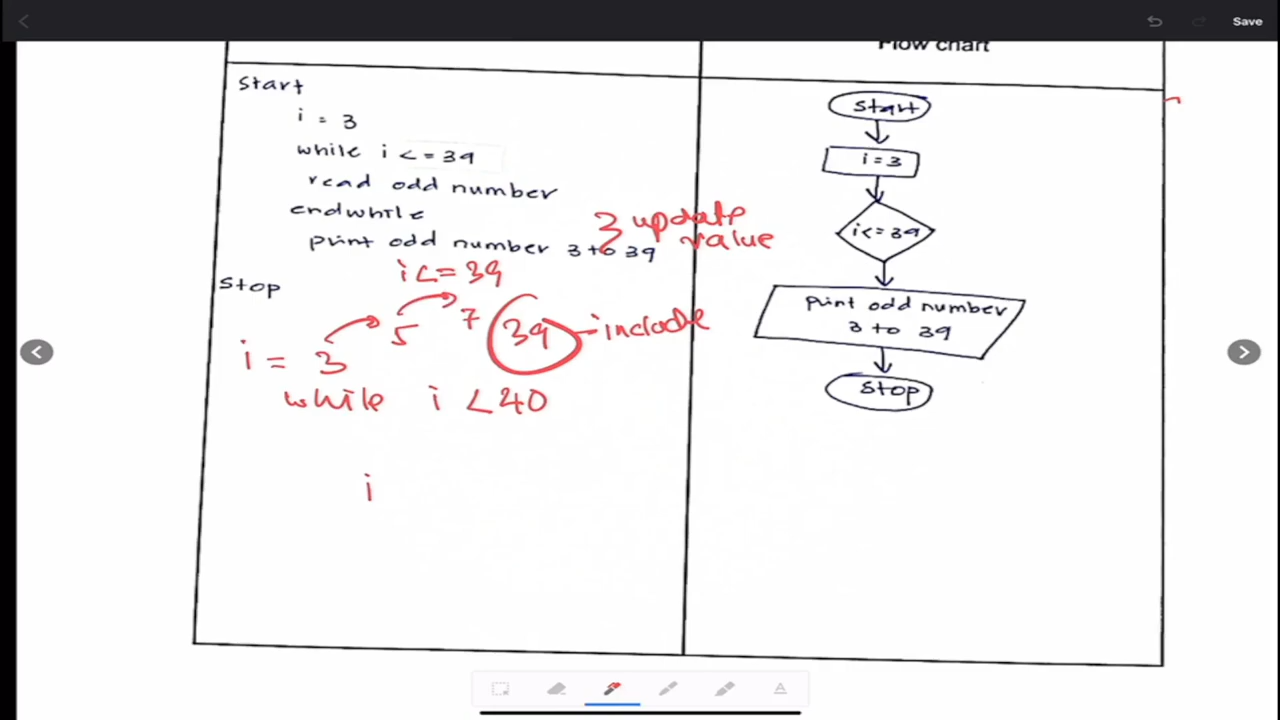 Save
Flow chart
Start
i = 3
while i <= 39
read odd number
endwhile
print odd number 3 to 39
Stop
update
value
i <= 39
i = 3 5 7 39 include
while i < 40
i
Start
i = 3
i <= 39
print odd number
3 to 39
Stop
A